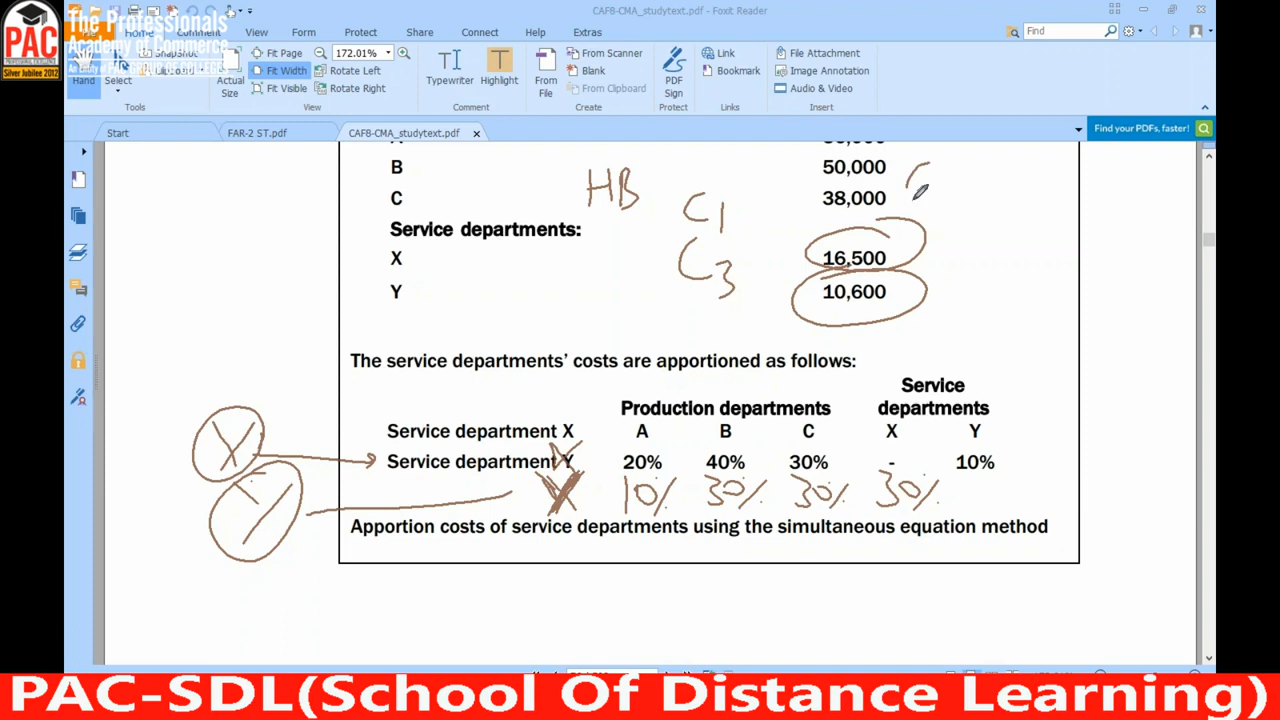 The Professionals
Academy of Commerce
PAC
Silver Jubilee 2012
CAF8-CMA_studytext.pdf - Foxit Reader
Home View Form Protect Share Connect Help Extras
Find
Hand
Select
Snapshot
Clipboard
Actual Size
Fit Page
Fit Width
Fit Visible
172.01%
Rotate Left
Rotate Right
Typewriter
Highlight
From File
From Scanner
Blank
From Clipboard
PDF Sign
Link
Bookmark
File Attachment
Image Annotation
Audio & Video
Tools View Comment Create Protect Links Insert
Start FAR-2 ST.pdf CAF8-CMA_studytext.pdf
Find your PDFs, faster!
B 50,000
HB
C 38,000
C1
Service departments:
C3
X 16,500
Y 10,600
The service departments' costs are apportioned as follows:
Service
Production departments departments
Service department X A B C X Y
X
Service department Y 20% 40% 30% - 10%
Y
10% 30% 30% 30%
Apportion costs of service departments using the simultaneous equation method
PAC-SDL(School Of Distance Learning)